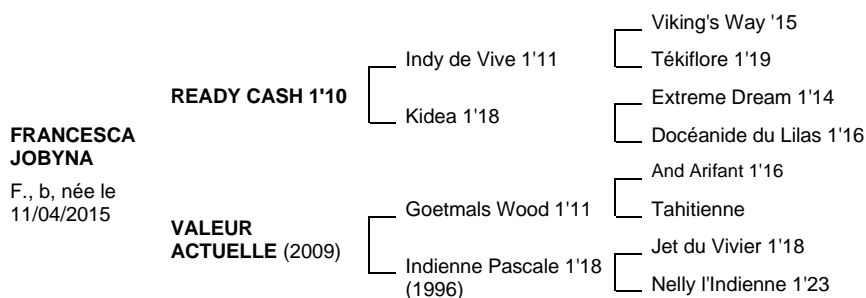 FRANCESCA
JOBYNA
F., b, née le
11/04/2015
READY CASH 1'10
VALEUR
ACTUELLE (2009)
Indy de Vive 1'11
Kidea 1'18
Goetmals Wood 1'11
Indienne Pascale 1'18
(1996)
Viking's Way '15
Tékiflore 1'19
Extreme Dream 1'14
Docéanide du Lilas 1'16
And Arifant 1'16
Tahitienne
Jet du Vivier 1'18
Nelly l'Indienne 1'23